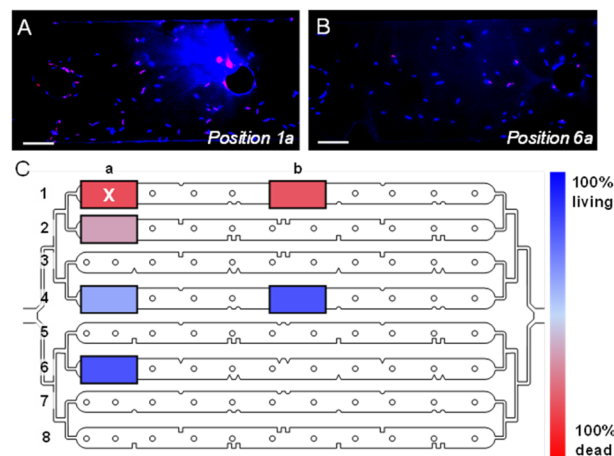 A
Position 1a
B
Position 6a
C
a
b
1
X
2
3
4
5
6
7
8
100%
living
100%
dead